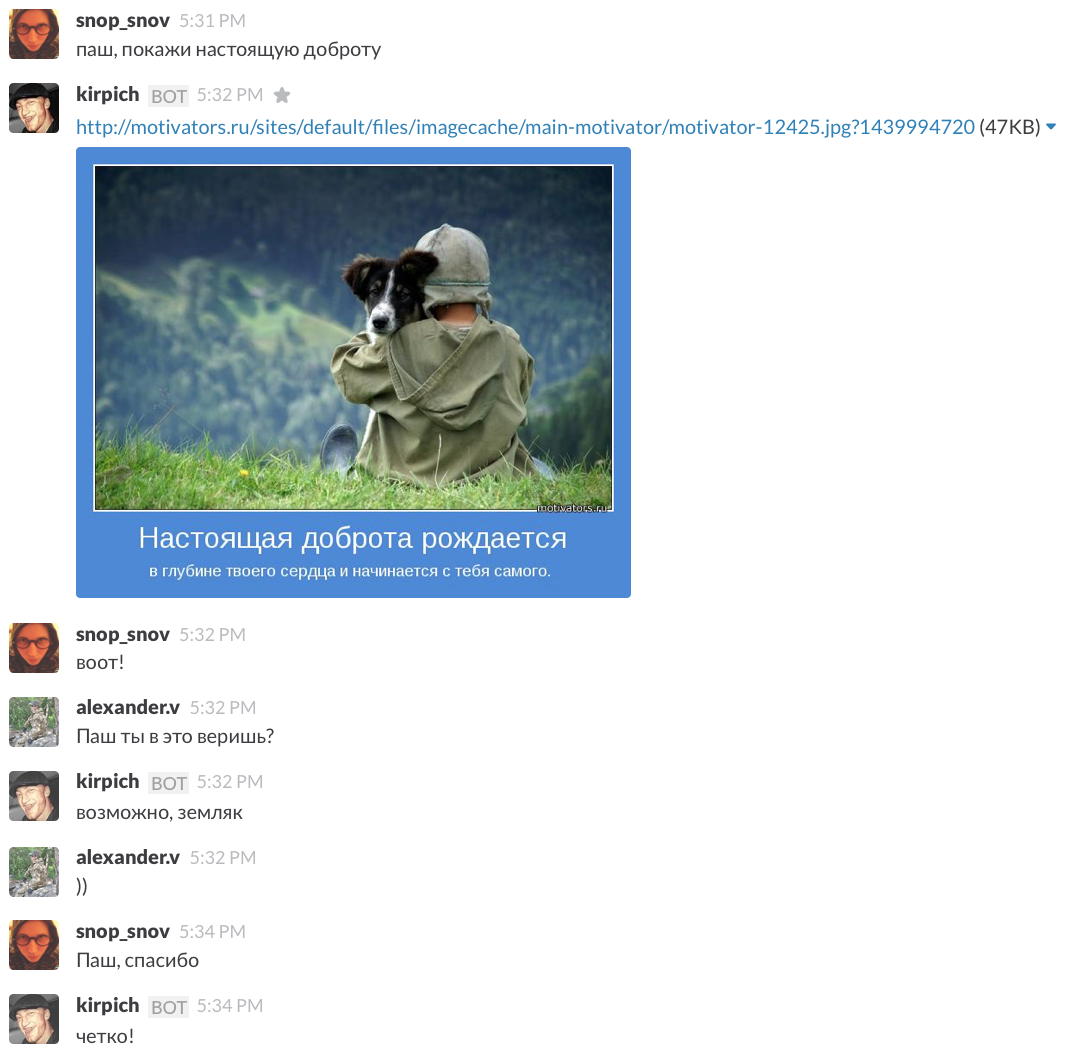 snop_snov 5:31 PM
паш, покажи настоящую доброту
kirpich BOT 5:32 PM
http://motivators.ru/sites/default/files/imagecache/main-motivator/motivator-12425.jpg?1439994720 (47KB)
motivators.ru
Настоящая доброта рождается
в глубине твоего сердца и начинается с тебя самого.
snop_snov 5:32 PM
воот!
alexander.v 5:32 PM
Паш ты в это веришь?
kirpich BOT 5:32 PM
возможно, земляк
alexander.v 5:32 PM
))
snop_snov 5:34 PM
Паш, спасибо
kirpich BOT 5:34 PM
четко!